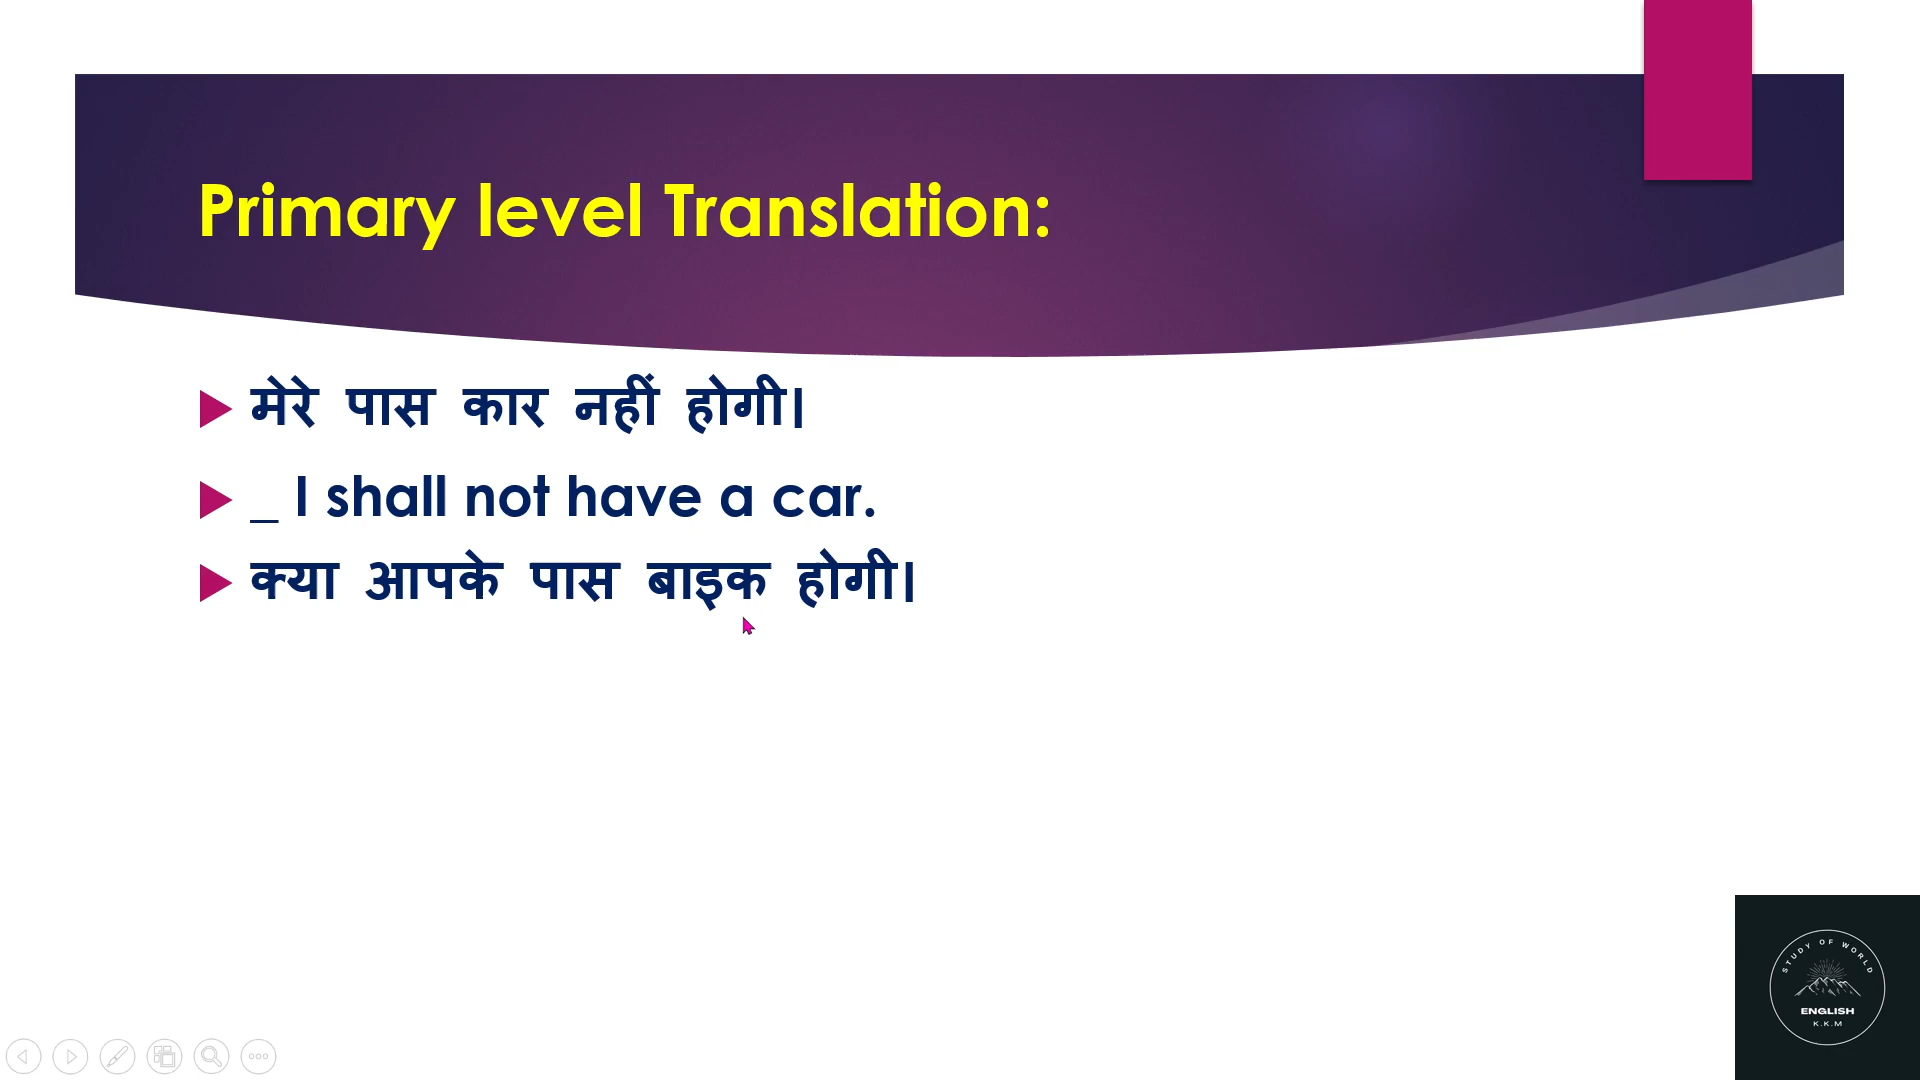 Primary level Translation:
मेरे पास कार नहीं होगी।
_ I shall not have a car.
क्या आपके पास बाइक होगी।
STUDY OF WORLD
ENGLISH
K.K.M